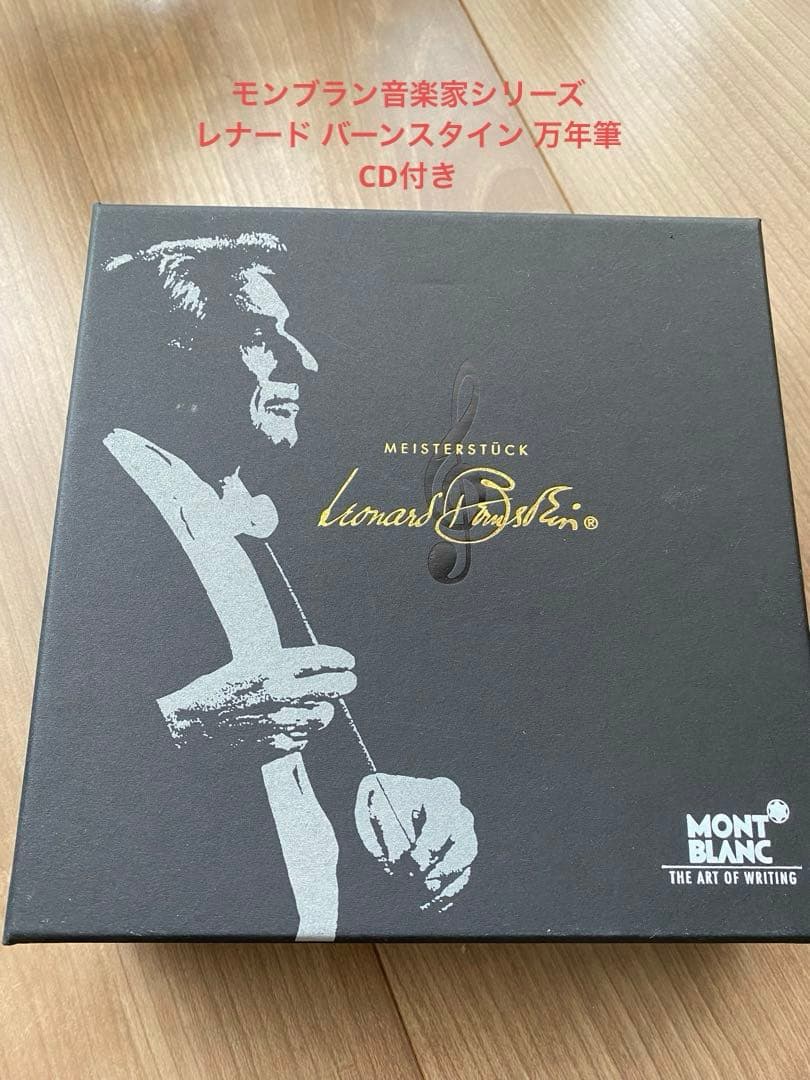 モンブラン音楽家シリーズ
レナード バーンスタイン 万年筆
CD付き
MEISTERSTÜCK
Leonard Bernstein®
MONT
BLANC
THE ART OF WRITING